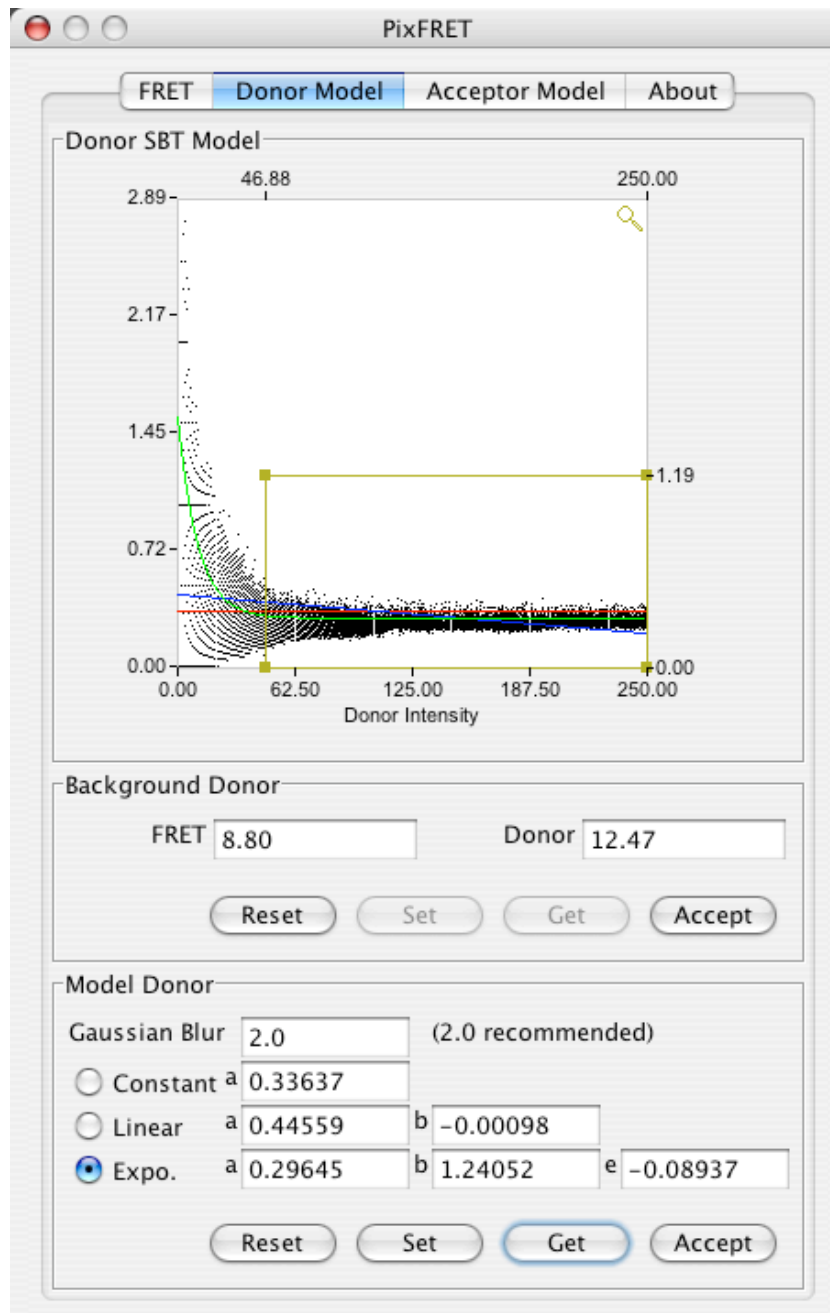 PixFRET
FRET Donor Model Acceptor Model About
Donor SBT Model
46.88 250.00
2.89
2.17
1.45
1.19
0.72
0.00 0.00
0.00 62.50 125.00 187.50 250.00
Donor Intensity
Background Donor
FRET 8.80 Donor 12.47
Reset Set Get Accept
Model Donor
Gaussian Blur 2.0 (2.0 recommended)
Constant a 0.33637
Linear a 0.44559 b -0.00098
Expo. a 0.29645 b 1.24052 e -0.08937
Reset Set Get Accept